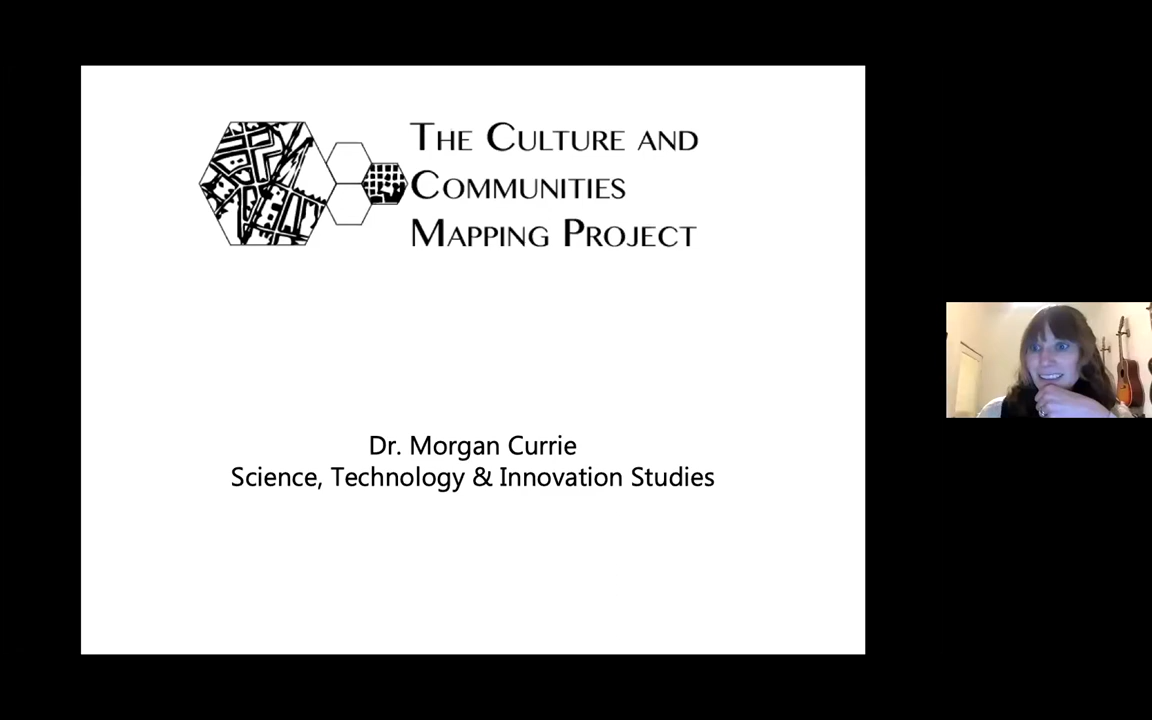 The Culture and
Communities
Mapping Project
Dr. Morgan Currie
Science, Technology & Innovation Studies